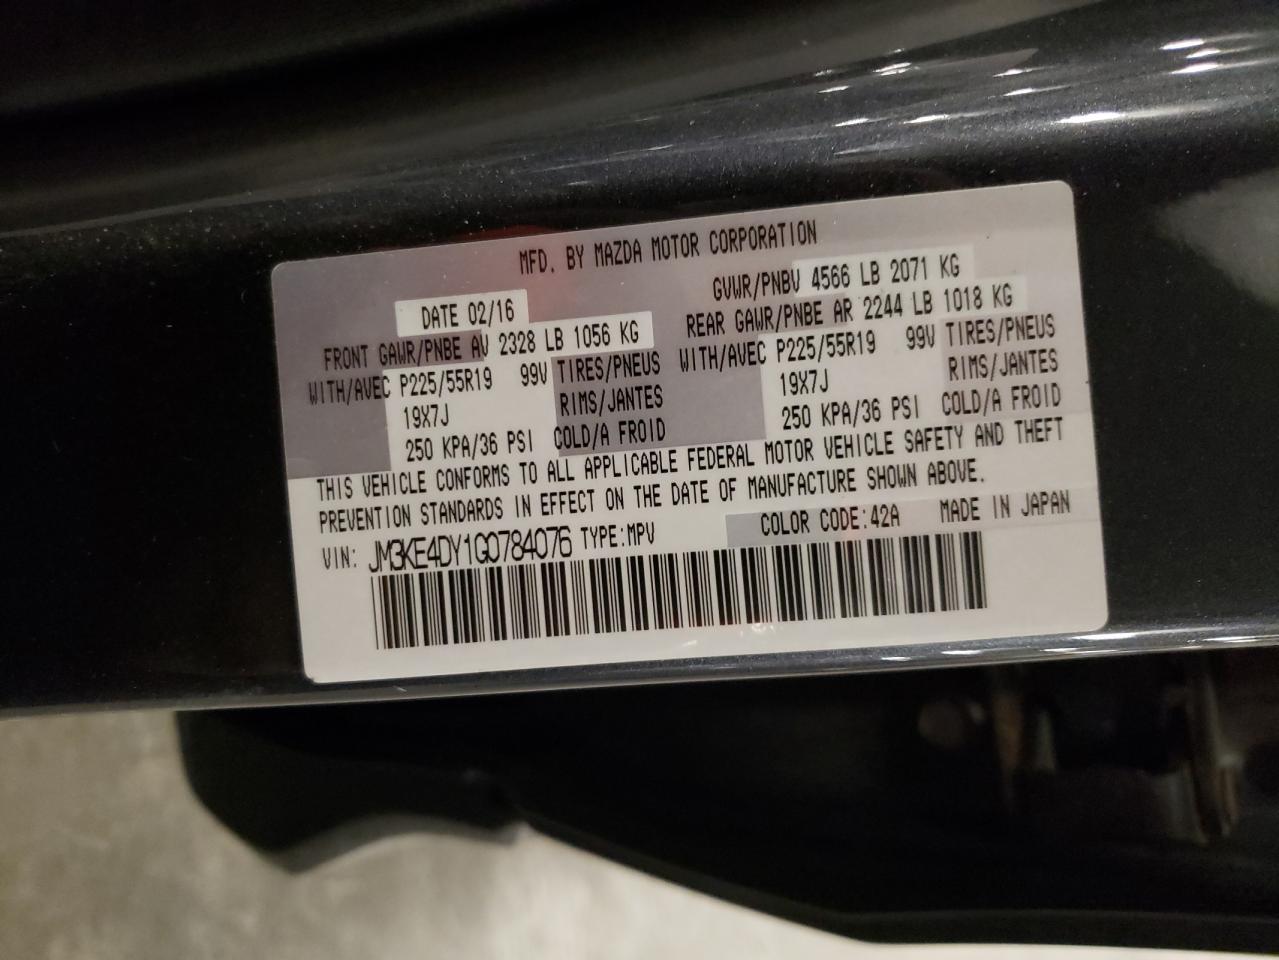 MFD. BY MAZDA MOTOR CORPORATION
DATE 02/16 GVWR/PNBV 4566 LB 2071 KG
FRONT GAWR/PNBE AV 2328 LB 1056 KG REAR GAWR/PNBE AR 2244 LB 1018 KG
WITH/AVEC P225/55R19 99V TIRES/PNEUS WITH/AVEC P225/55R19 99V TIRES/PNEUS
19X7J RIMS/JANTES 19X7J RIMS/JANTES
250 KPA/36 PSI COLD/A FROID 250 KPA/36 PSI COLD/A FROID
THIS VEHICLE CONFORMS TO ALL APPLICABLE FEDERAL MOTOR VEHICLE SAFETY AND THEFT
PREVENTION STANDARDS IN EFFECT ON THE DATE OF MANUFACTURE SHOWN ABOVE.
VIN: JM3KE4DY1G0784076 TYPE:MPV COLOR CODE:42A MADE IN JAPAN